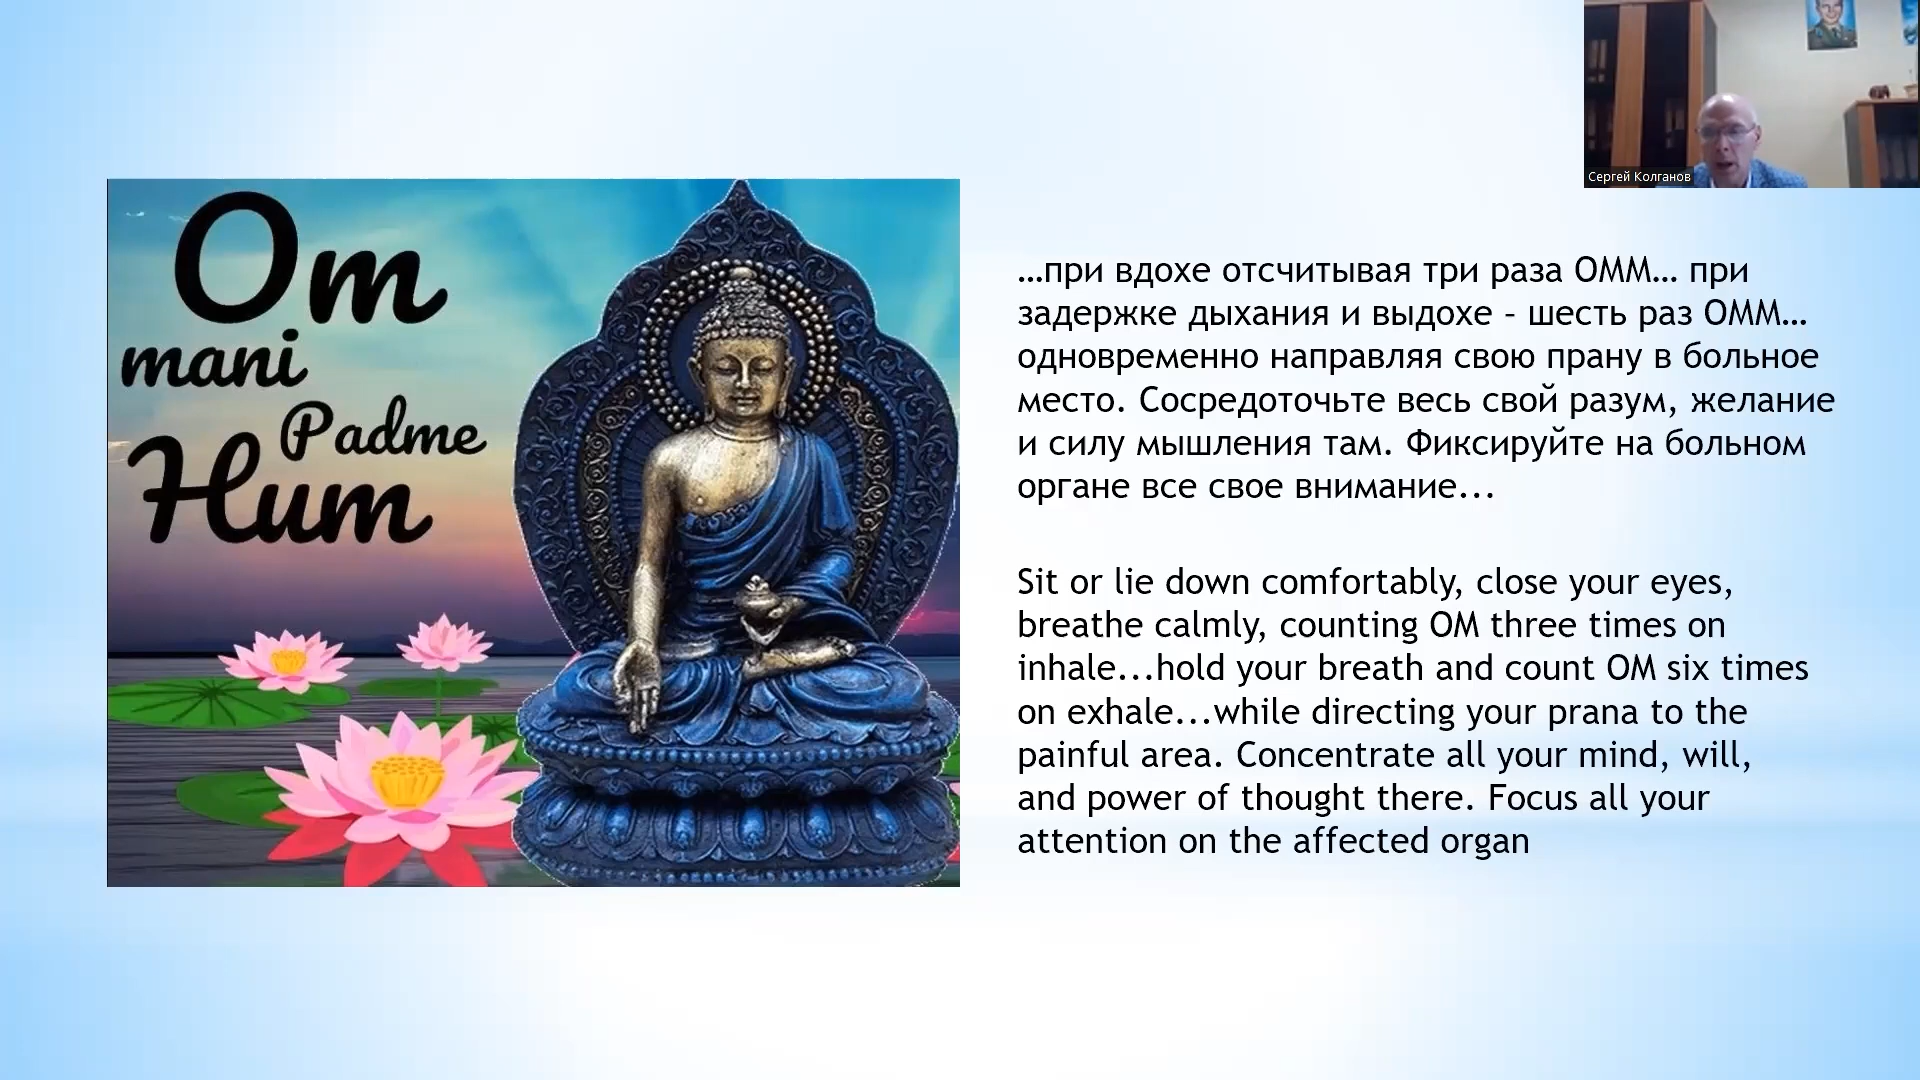 Om
mani
Padme
Hum
Сергей Колганов
…при вдохе отсчитывая три раза ОММ… при
задержке дыхания и выдохе – шесть раз ОММ…
одновременно направляя свою прану в больное
место. Сосредоточьте весь свой разум, желание
и силу мышления там. Фиксируйте на больном
органе все свое внимание...
Sit or lie down comfortably, close your eyes,
breathe calmly, counting OM three times on
inhale...hold your breath and count OM six times
on exhale...while directing your prana to the
painful area. Concentrate all your mind, will,
and power of thought there. Focus all your
attention on the affected organ